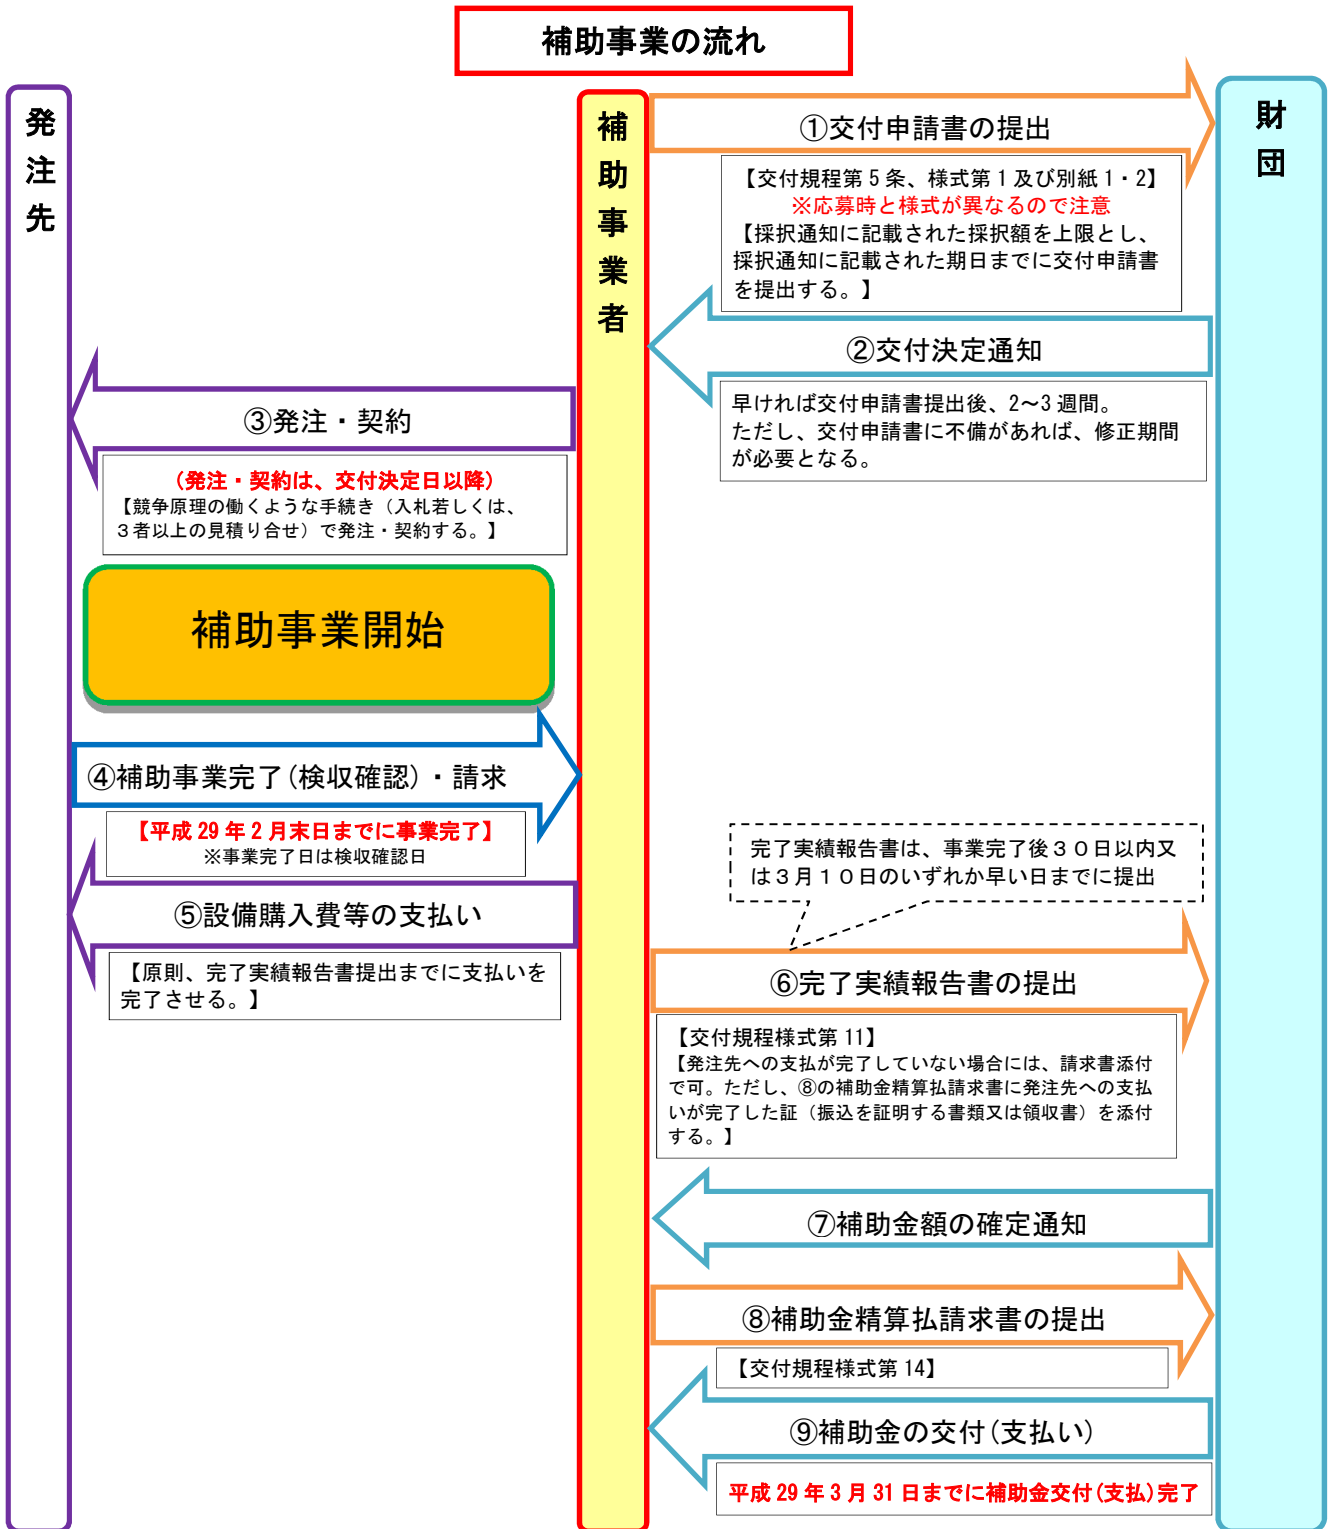 補助事業の流れ
発注先
補助事業者
財団
①交付申請書の提出
【交付規程第5条、様式第1及び別紙1・2】
※応募時と様式が異なるので注意
【採択通知に記載された採択額を上限とし、
採択通知に記載された期日までに交付申請書
を提出する。】
②交付決定通知
早ければ交付申請書提出後、2～3週間。
ただし、交付申請書に不備があれば、修正期間
が必要となる。
③発注・契約
(発注・契約は、交付決定日以降)
【競争原理の働くような手続き（入札若しくは、
３者以上の見積り合せ）で発注・契約する。】
補助事業開始
④補助事業完了(検収確認)・請求
【平成29年2月末日までに事業完了】
※事業完了日は検収確認日
⑤設備購入費等の支払い
【原則、完了実績報告書提出までに支払いを
完了させる。】
完了実績報告書は、事業完了後３０日以内又
は３月１０日のいずれか早い日までに提出
⑥完了実績報告書の提出
【交付規程様式第11】
【発注先への支払が完了していない場合には、請求書添付
で可。ただし、⑧の補助金精算払請求書に発注先への支払
いが完了した証（振込を証明する書類又は領収書）を添付
する。】
⑦補助金額の確定通知
⑧補助金精算払請求書の提出
【交付規程様式第14】
⑨補助金の交付(支払い)
平成29年3月31日までに補助金交付(支払)完了